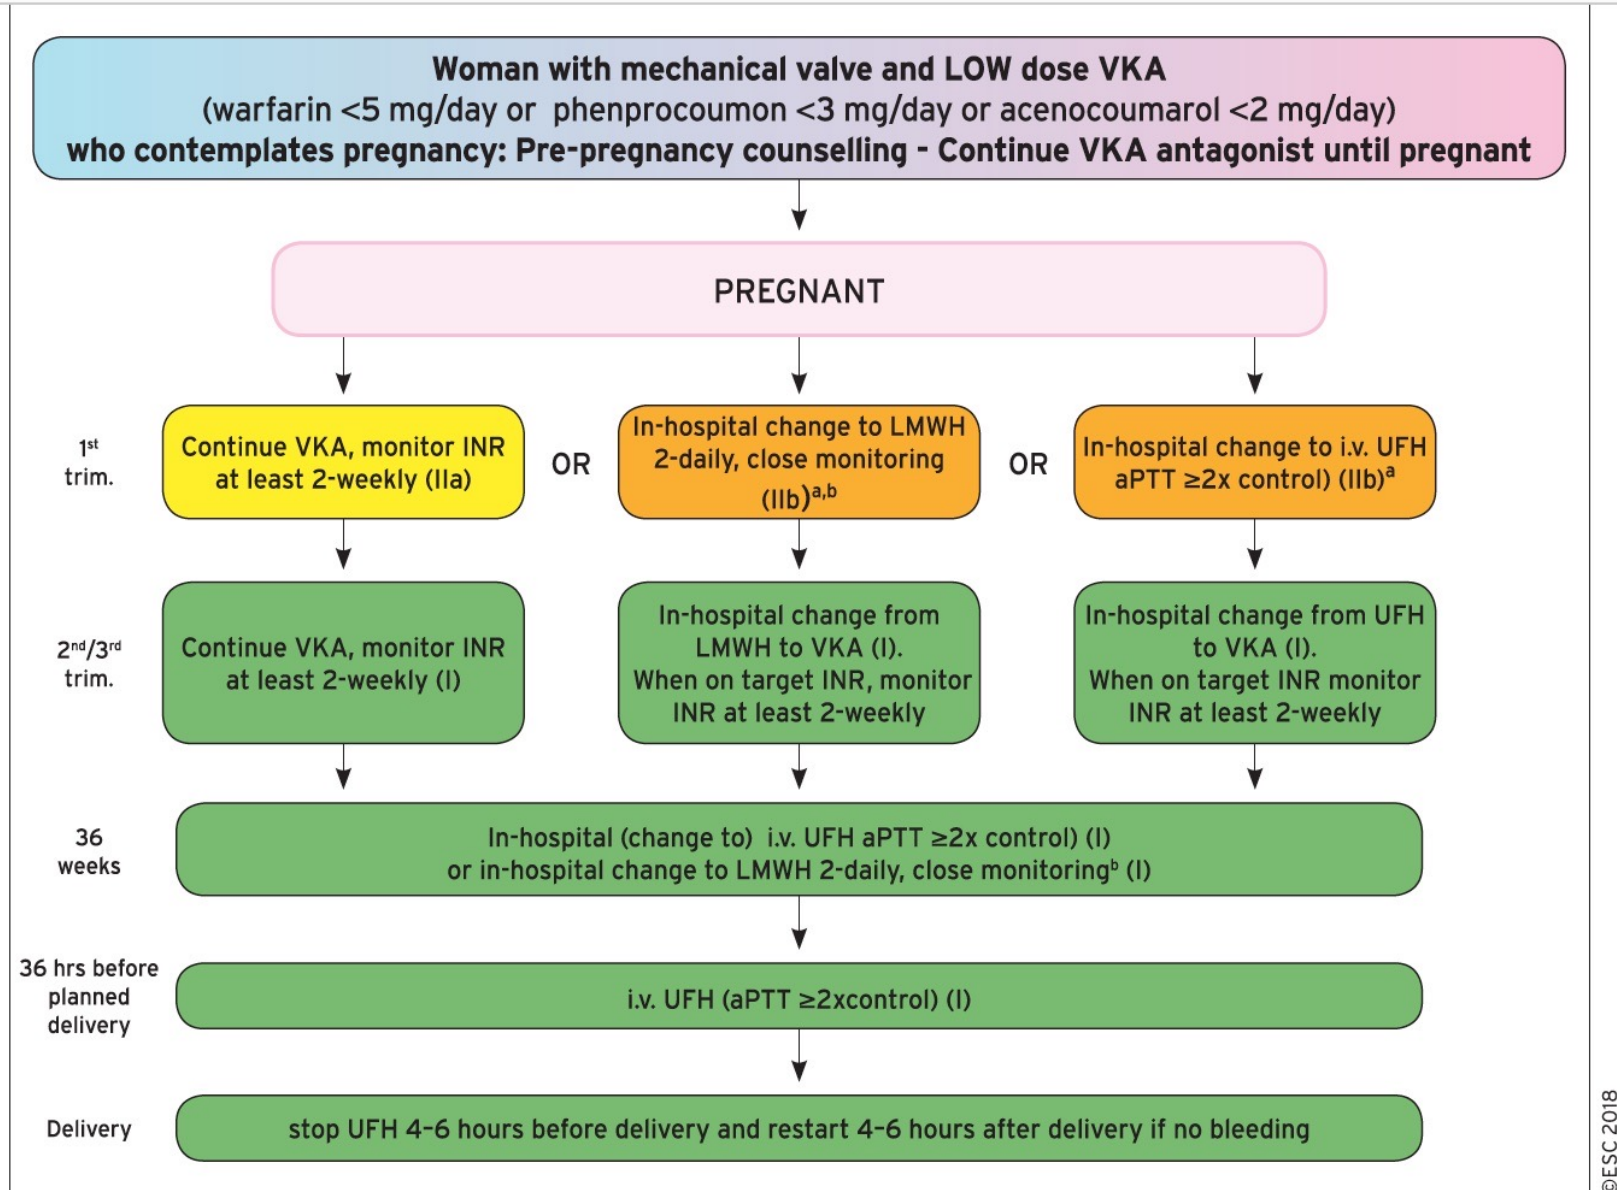 Woman with mechanical valve and LOW dose VKA
(warfarin <5 mg/day or phenprocoumon <3 mg/day or acenocoumarol <2 mg/day)
who contemplates pregnancy: Pre-pregnancy counselling - Continue VKA antagonist until pregnant
PREGNANT
1st
trim.
Continue VKA, monitor INR
at least 2-weekly (IIa)
OR
In-hospital change to LMWH
2-daily, close monitoring
(IIb)a,b
OR
In-hospital change to i.v. UFH
aPTT ≥2x control) (IIb)a
2nd/3rd
trim.
Continue VKA, monitor INR
at least 2-weekly (I)
In-hospital change from
LMWH to VKA (I).
When on target INR, monitor
INR at least 2-weekly
In-hospital change from UFH
to VKA (I).
When on target INR monitor
INR at least 2-weekly
36
weeks
In-hospital (change to) i.v. UFH aPTT ≥2x control) (I)
or in-hospital change to LMWH 2-daily, close monitoringb (I)
36 hrs before
planned
delivery
i.v. UFH (aPTT ≥2xcontrol) (I)
Delivery
stop UFH 4-6 hours before delivery and restart 4-6 hours after delivery if no bleeding
©ESC 2018